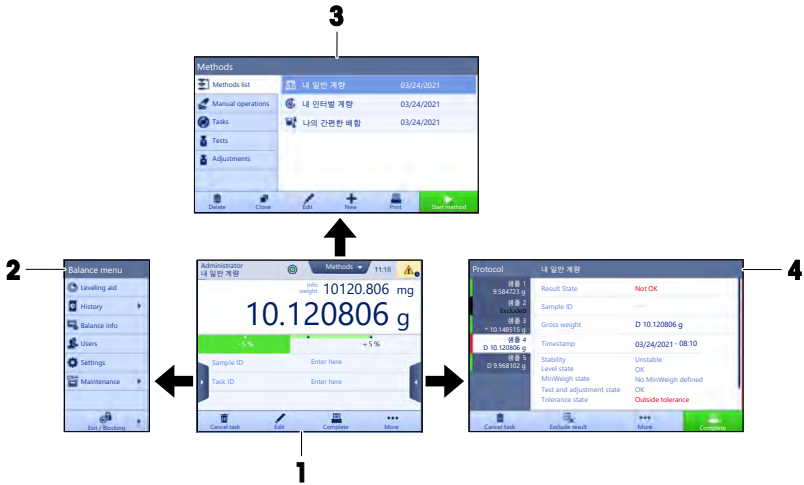 3
Methods
Methods list
Manual operations
Tasks
Tests
Adjustments
내 일반 계량 03/24/2021
내 인터벌 계량 03/24/2021
나의 간편한 배합 03/24/2021
Delete Clone Edit New Print Start method
2
Balance menu
Leveling aid
History
Balance info
Users
Settings
Maintenance
Exit / Blocking
Administrator
내 일반 계량
Methods 11:18
Info
weight 10120.806 mg
10.120806 g
- 5 % + 5 %
Sample ID Enter here
Task ID Enter here
Cancel task Edit Complete More
1
4
Protocol 내 일반 계량
샘플 1
9.584723 g
샘플 2
Excluded
샘플 3
* 10.148515 g
샘플 4
D 10.120806 g
샘플 5
D 9.968102 g
Result State Not OK
Sample ID
Gross weight D 10.120806 g
Timestamp 03/24/2021 - 08:10
Stability Unstable
Level state OK
MinWeigh state No MinWeigh defined
Test and adjustment state OK
Tolerance state Outside tolerance
Cancel task Exclude result More Complete